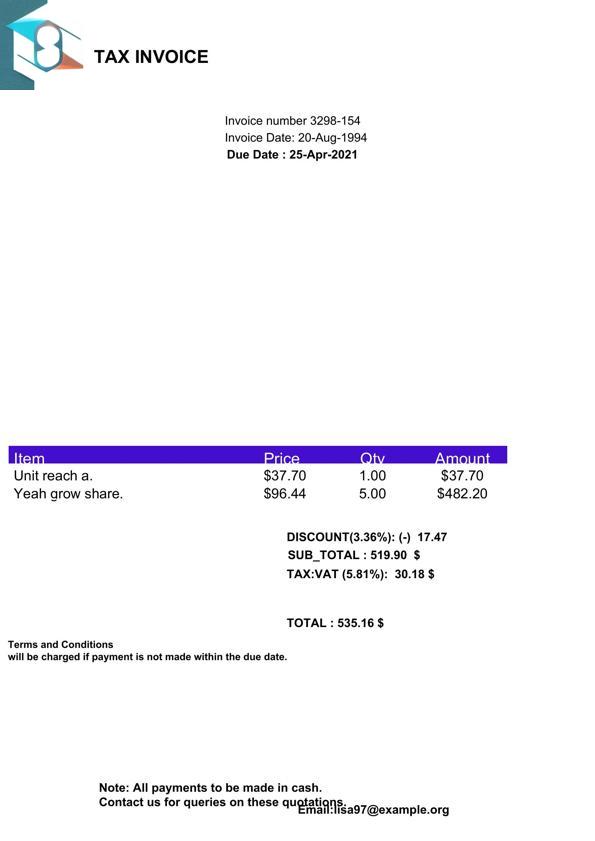 TAX INVOICE
Invoice number 3298-154
Invoice Date: 20-Aug-1994
Due Date : 25-Apr-2021
Item Price Qty Amount
Unit reach a. $37.70 1.00 $37.70
Yeah grow share. $96.44 5.00 $482.20
DISCOUNT(3.36%): (-) 17.47
SUB_TOTAL : 519.90 $
TAX:VAT (5.81%): 30.18 $
TOTAL : 535.16 $
Terms and Conditions
will be charged if payment is not made within the due date.
Note: All payments to be made in cash.
Contact us for queries on these quotations.
Email:lisa97@example.org